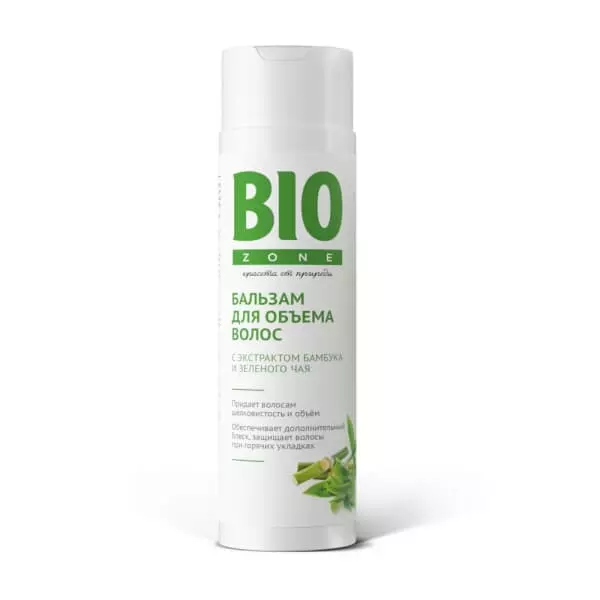 BIO
ZONE
красота от природы
БАЛЬЗАМ
ДЛЯ ОБЪЕМА
ВОЛОС
С ЭКСТРАКТОМ БАМБУКА
И ЗЕЛЕНОГО ЧАЯ
Придает волосам
шелковистость и объём
Обеспечивает дополнительный
блеск, защищает волосы
при горячих укладках